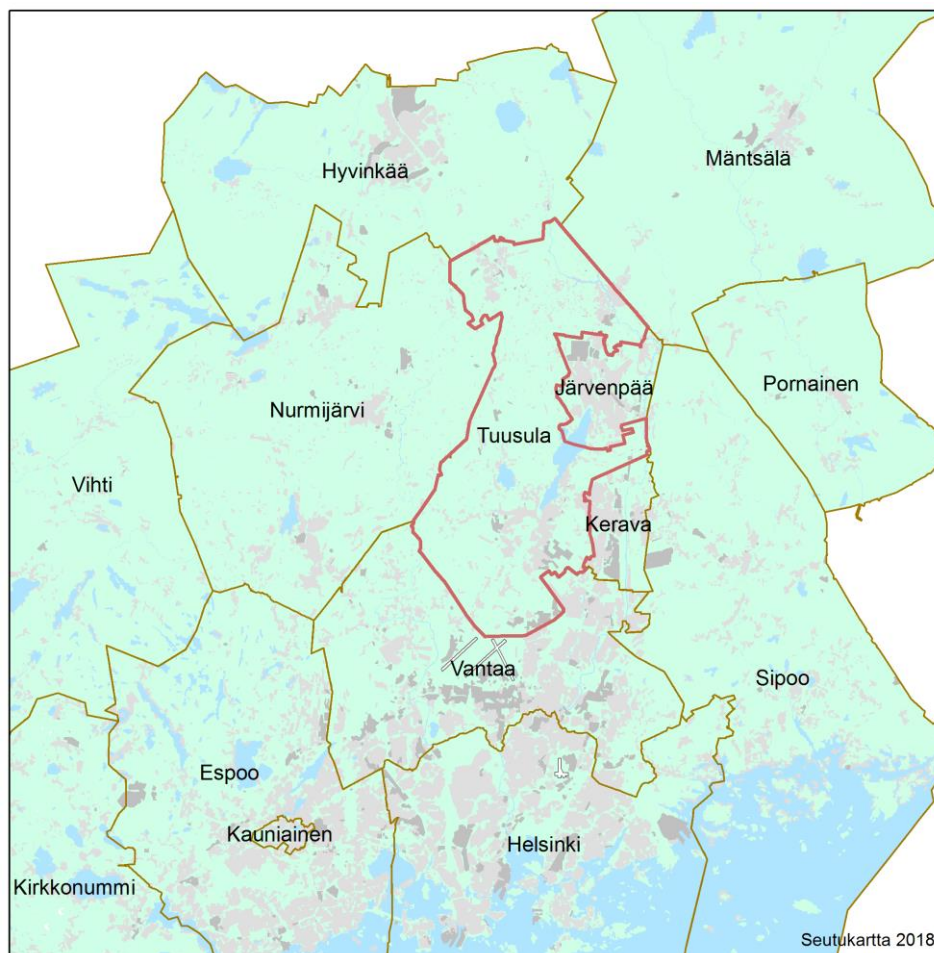 Mäntsälä
Hyvinkää
Järvenpää
Pornainen
Nurmijärvi
Tuusula
Vihti
Kerava
Vantaa
Sipoo
Espoo
Kauniainen
Helsinki
Kirkkonummi
Seutukartta 2018